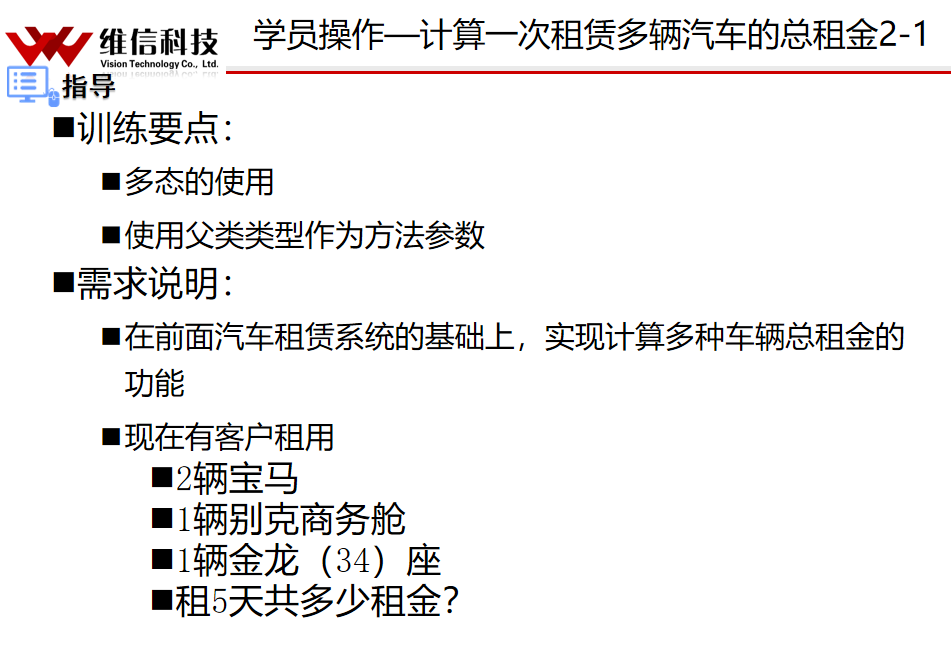 维信科技
Vision Technology Co., Ltd.
学员操作—计算一次租赁多辆汽车的总租金2-1
指导
■训练要点：
■多态的使用
■使用父类类型作为方法参数
■需求说明：
■在前面汽车租赁系统的基础上，实现计算多种车辆总租金的
功能
■现在有客户租用
■2辆宝马
■1辆别克商务舱
■1辆金龙（34）座
■租5天共多少租金？